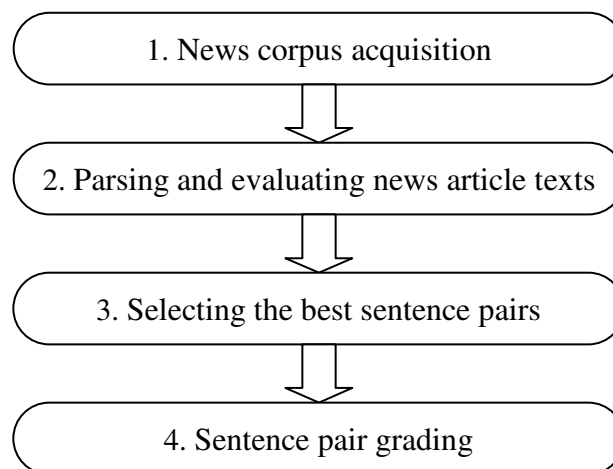 1. News corpus acquisition
2. Parsing and evaluating news article texts
3. Selecting the best sentence pairs
4. Sentence pair grading